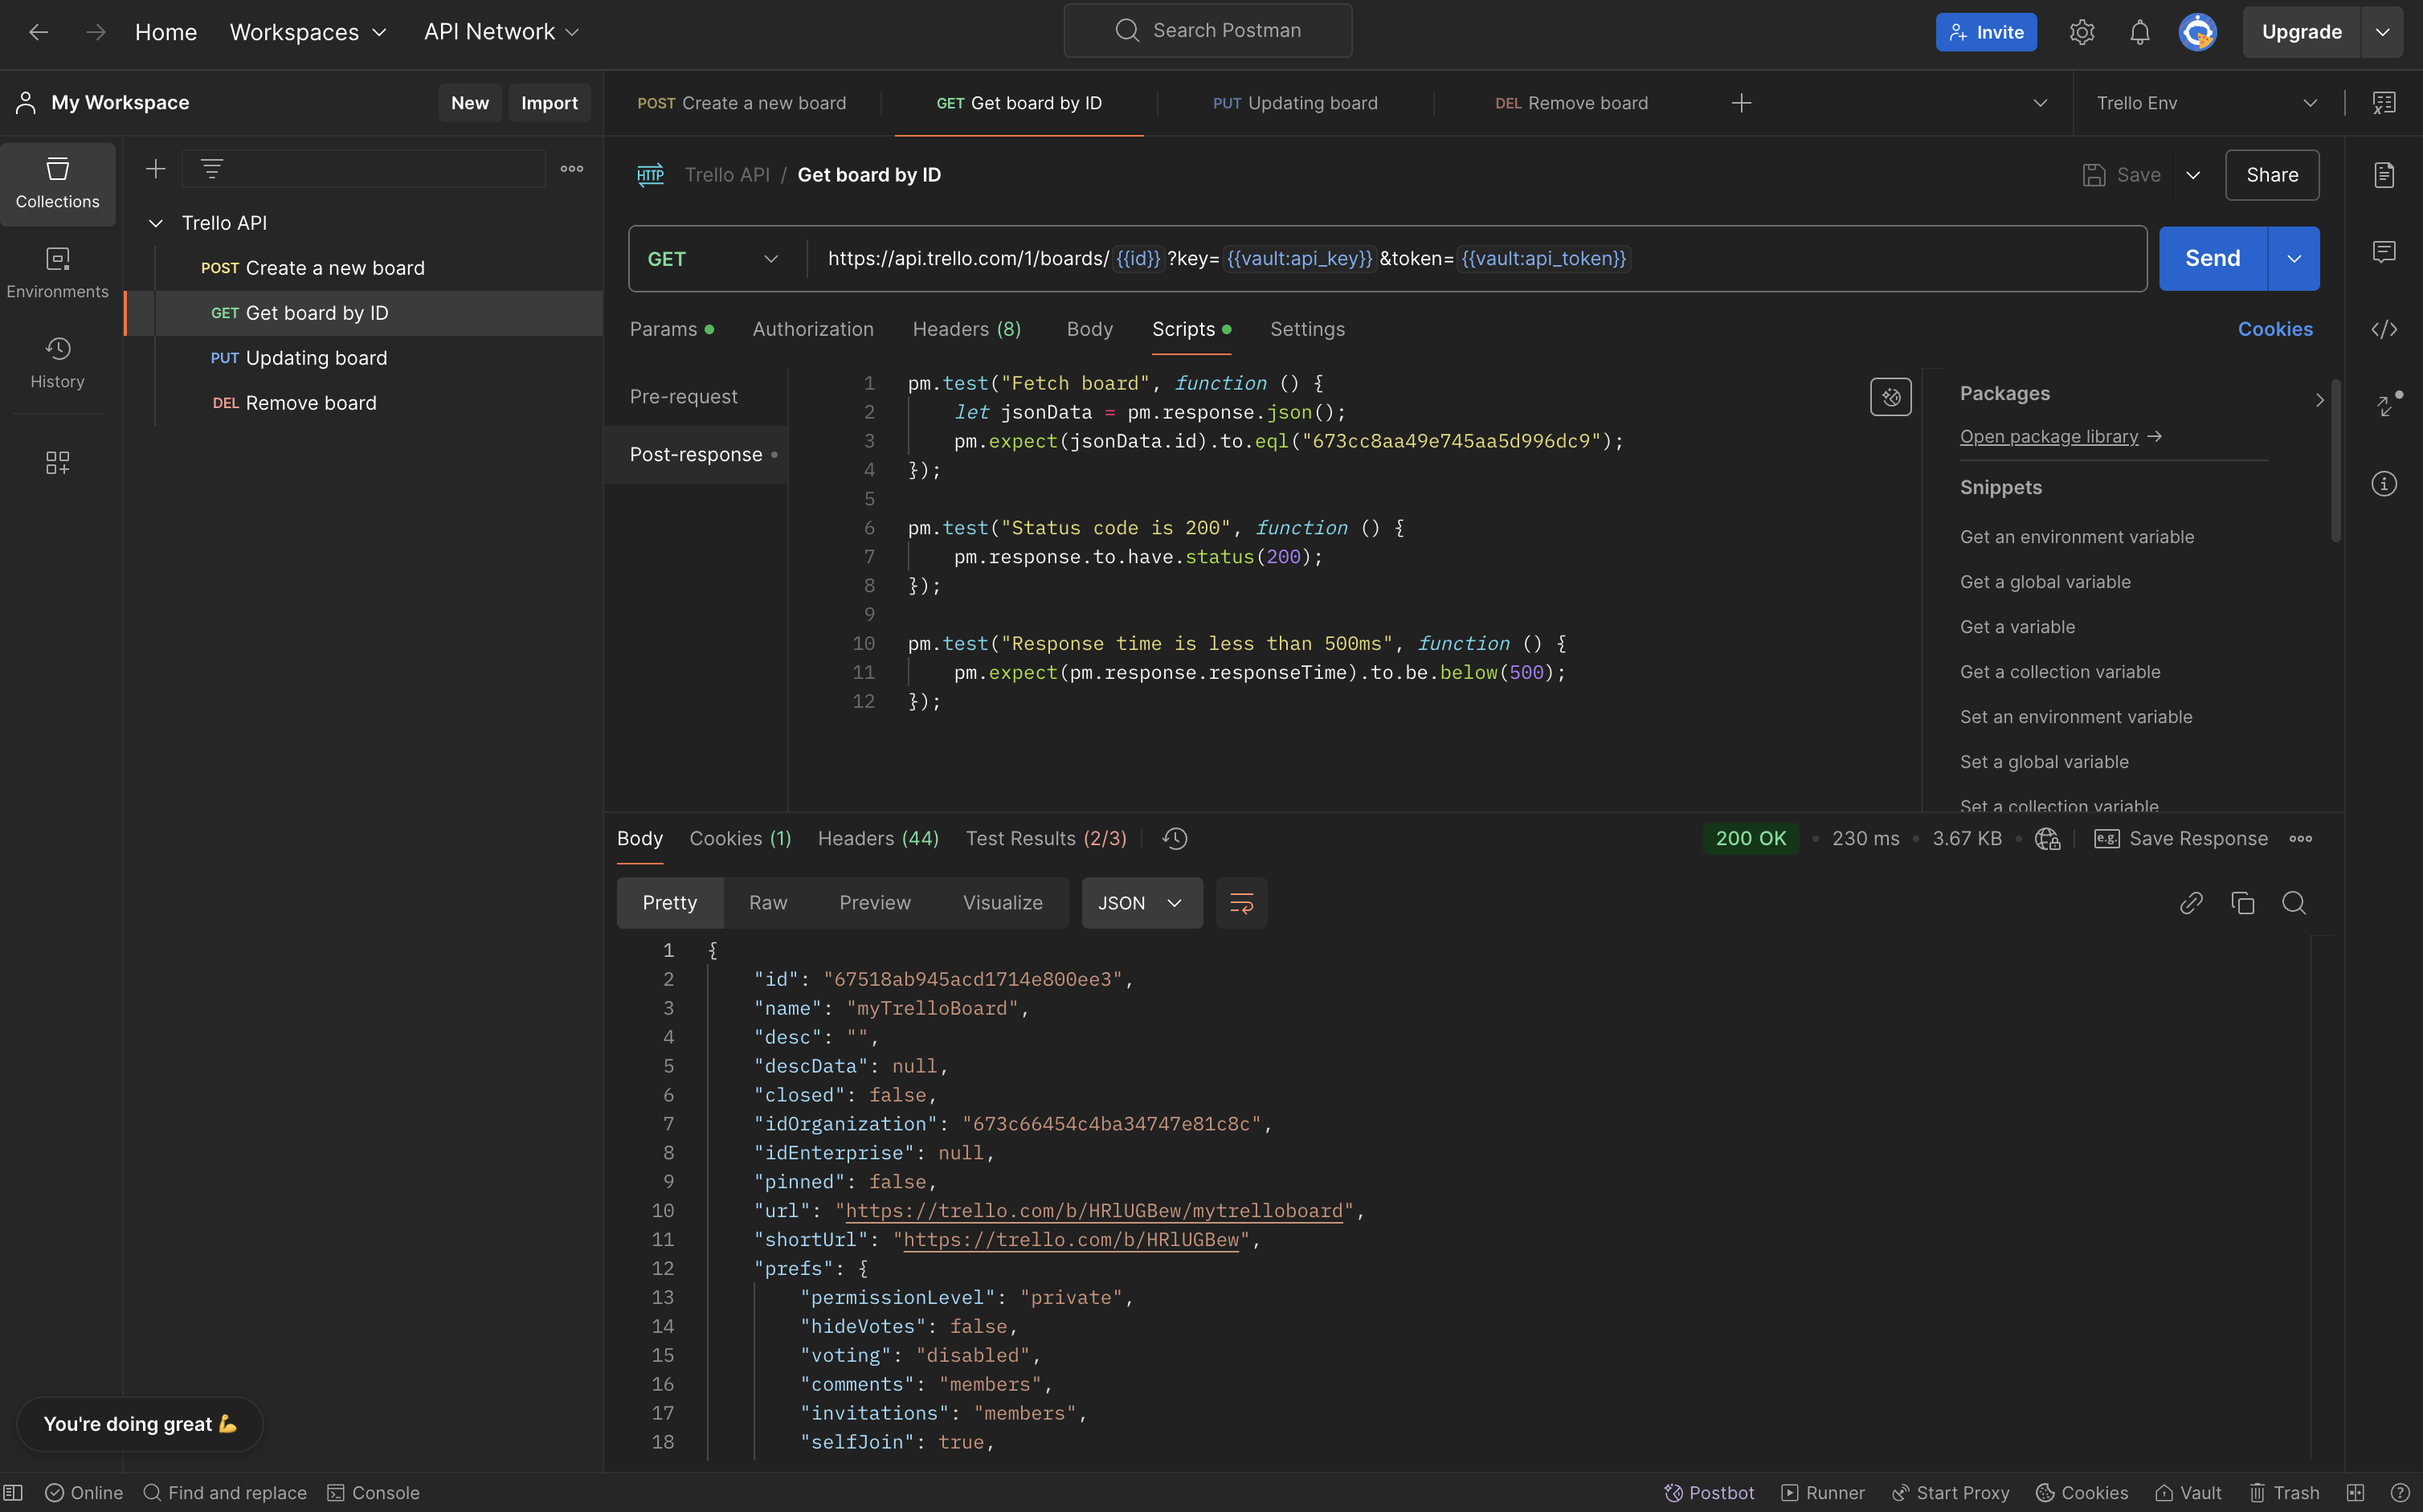 Home Workspaces API Network Search Postman Invite Upgrade
My Workspace New Import
POST Create a new board GET Get board by ID PUT Updating board DEL Remove board Trello Env
Collections
Environments
History
Trello API
POST Create a new board
GET Get board by ID
PUT Updating board
DEL Remove board
HTTP Trello API / Get board by ID Save Share
GET https://api.trello.com/1/boards/{{id}}?key={{vault:api_key}}&token={{vault:api_token}} Send
Params Authorization Headers (8) Body Scripts Settings Cookies
Pre-request
Post-response
1 pm.test("Fetch board", function () {
2 let jsonData = pm.response.json();
3 pm.expect(jsonData.id).to.eql("673cc8aa49e745aa5d996dc9");
4 });
5
6 pm.test("Status code is 200", function () {
7 pm.response.to.have.status(200);
8 });
9
10 pm.test("Response time is less than 500ms", function () {
11 pm.expect(pm.response.responseTime).to.be.below(500);
12 });
Packages
Open package library →
Snippets
Get an environment variable
Get a global variable
Get a variable
Get a collection variable
Set an environment variable
Set a global variable
Set a collection variable
Body Cookies (1) Headers (44) Test Results (2/3) 200 OK • 230 ms • 3.67 KB • e.g. Save Response
Pretty Raw Preview Visualize JSON
1 {
2 "id": "67518ab945acd1714e800ee3",
3 "name": "myTrelloBoard",
4 "desc": "",
5 "descData": null,
6 "closed": false,
7 "idOrganization": "673c66454c4ba34747e81c8c",
8 "idEnterprise": null,
9 "pinned": false,
10 "url": "https://trello.com/b/HRlUGBew/mytrelloboard",
11 "shortUrl": "https://trello.com/b/HRlUGBew",
12 "prefs": {
13 "permissionLevel": "private",
14 "hideVotes": false,
15 "voting": "disabled",
16 "comments": "members",
17 "invitations": "members",
18 "selfJoin": true,
You're doing great 💪
Online Find and replace Console Postbot Runner Start Proxy Cookies Vault Trash